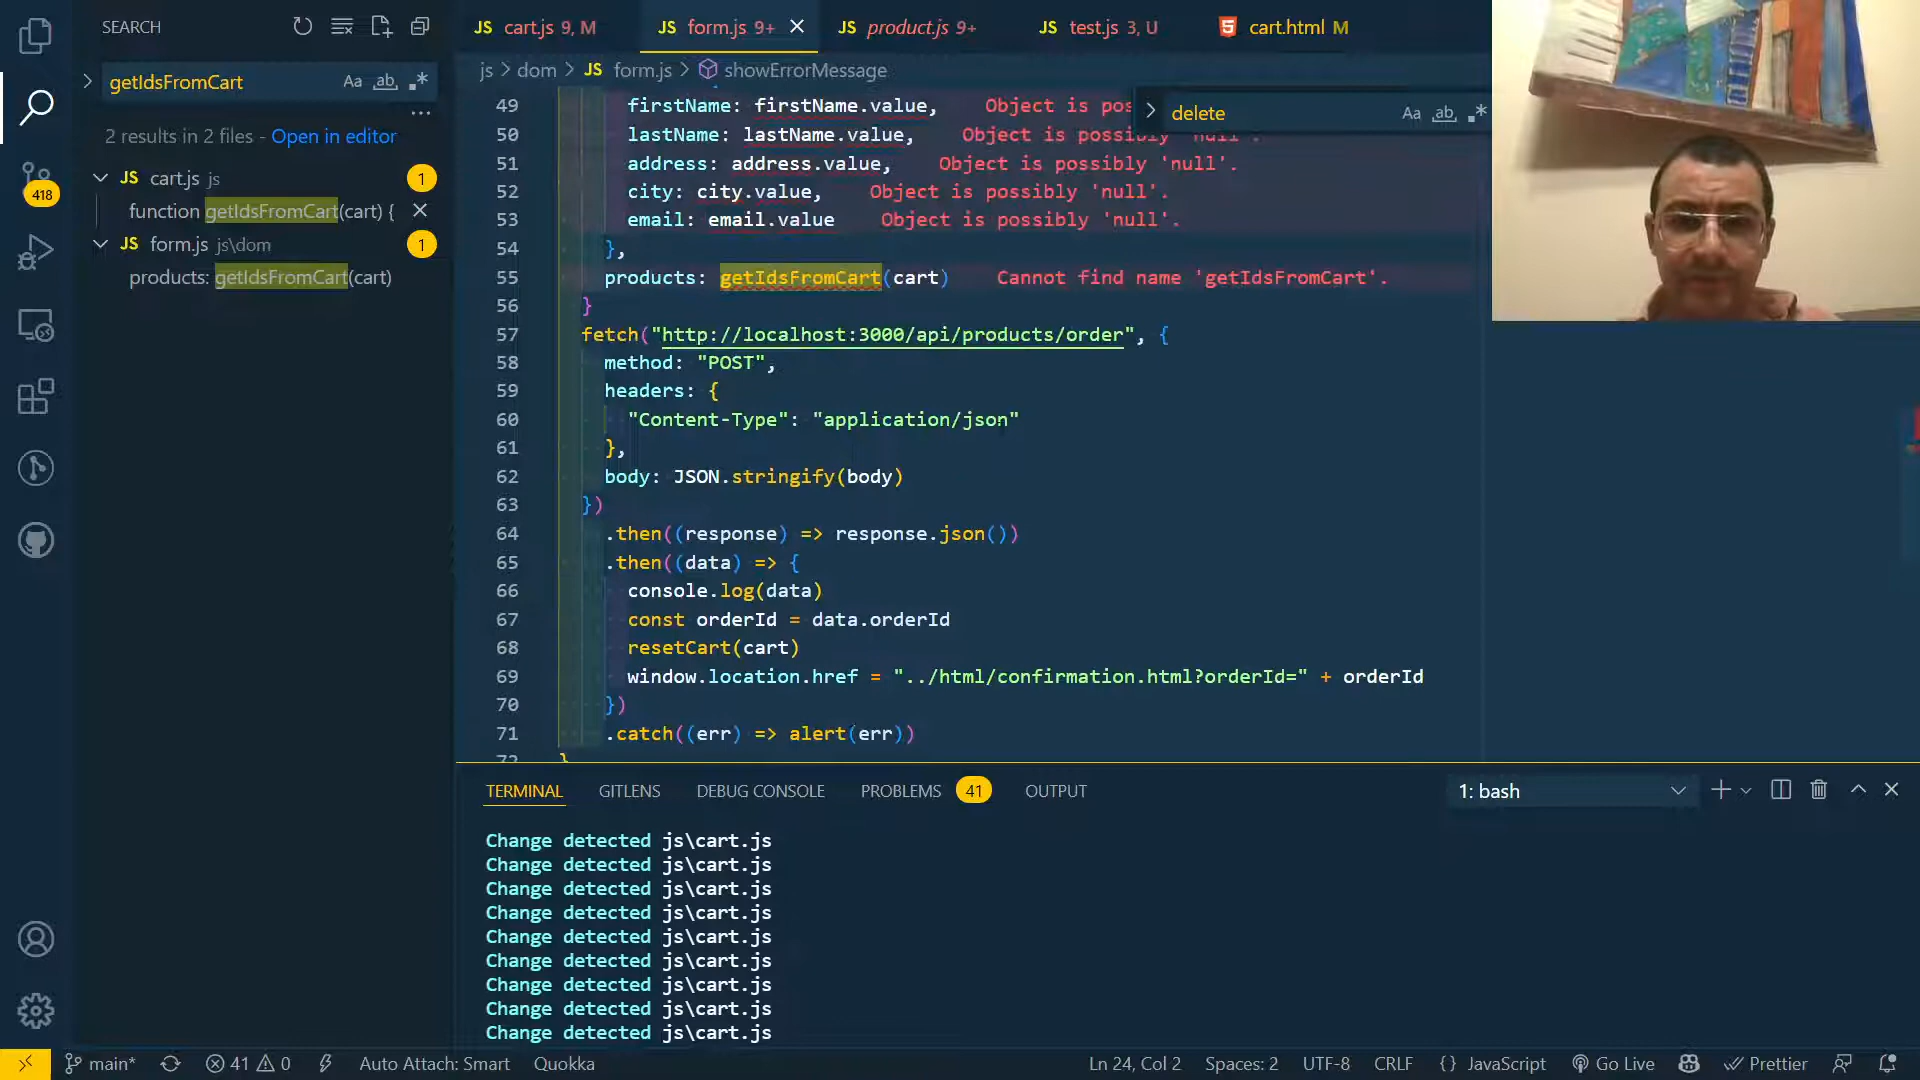 SEARCH
getIdsFromCart
Aa ab
2 results in 2 files - Open in editor
JS cart.js js
1
function getIdsFromCart(cart) {
JS form.js js\dom
1
products: getIdsFromCart(cart)
418
JS cart.js 9, M
JS form.js 9+
JS product.js 9+
JS test.js 3, U
cart.html M
js > dom > JS form.js > showErrorMessage
delete
Aa ab
49 firstName: firstName.value, Object is pos
50 lastName: lastName.value, Object is possibly 'null'.
51 address: address.value, Object is possibly 'null'.
52 city: city.value, Object is possibly 'null'.
53 email: email.value Object is possibly 'null'.
54 },
55 products: getIdsFromCart(cart) Cannot find name 'getIdsFromCart'.
56 }
57 fetch("http://localhost:3000/api/products/order", {
58 method: "POST",
59 headers: {
60 "Content-Type": "application/json"
61 },
62 body: JSON.stringify(body)
63 })
64 .then((response) => response.json())
65 .then((data) => {
66 console.log(data)
67 const orderId = data.orderId
68 resetCart(cart)
69 window.location.href = "../html/confirmation.html?orderId=" + orderId
70 })
71 .catch((err) => alert(err))
72 }
TERMINAL GITLENS DEBUG CONSOLE PROBLEMS 41 OUTPUT
1: bash
Change detected js\cart.js
Change detected js\cart.js
Change detected js\cart.js
Change detected js\cart.js
Change detected js\cart.js
Change detected js\cart.js
Change detected js\cart.js
Change detected js\cart.js
Change detected js\cart.js
main* 41 0 Auto Attach: Smart Quokka Ln 24, Col 2 Spaces: 2 UTF-8 CRLF {} JavaScript Go Live Prettier